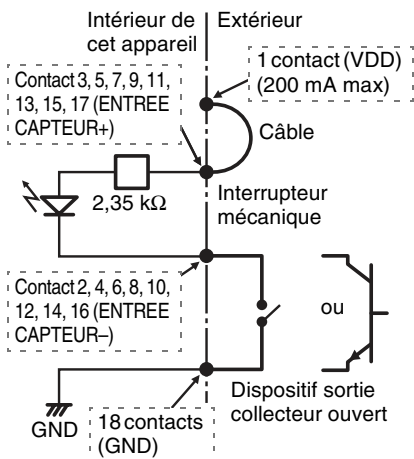 Intérieur de
cet appareil
Extérieur
1 contact (VDD)
(200 mA max)
Contact 3, 5, 7, 9, 11,
13, 15, 17 (ENTREE
CAPTEUR+)
Câble
2,35 kΩ
Interrupteur
mécanique
Contact 2, 4, 6, 8, 10,
12, 14, 16 (ENTREE
CAPTEUR–)
ou
Dispositif sortie
collecteur ouvert
GND
18 contacts
(GND)